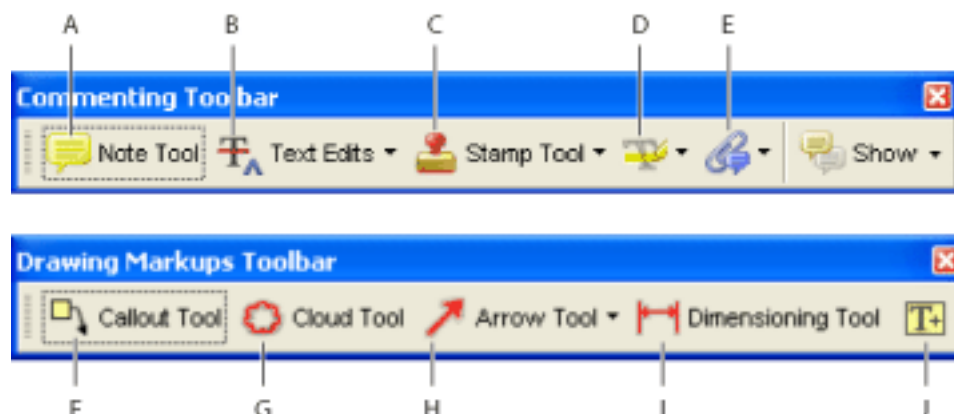 A B C D E
Commenting Toolbar
Note Tool Text Edits Stamp Tool Show
Drawing Markups Toolbar
Callout Tool Cloud Tool Arrow Tool Dimensioning Tool T+
F G H I J